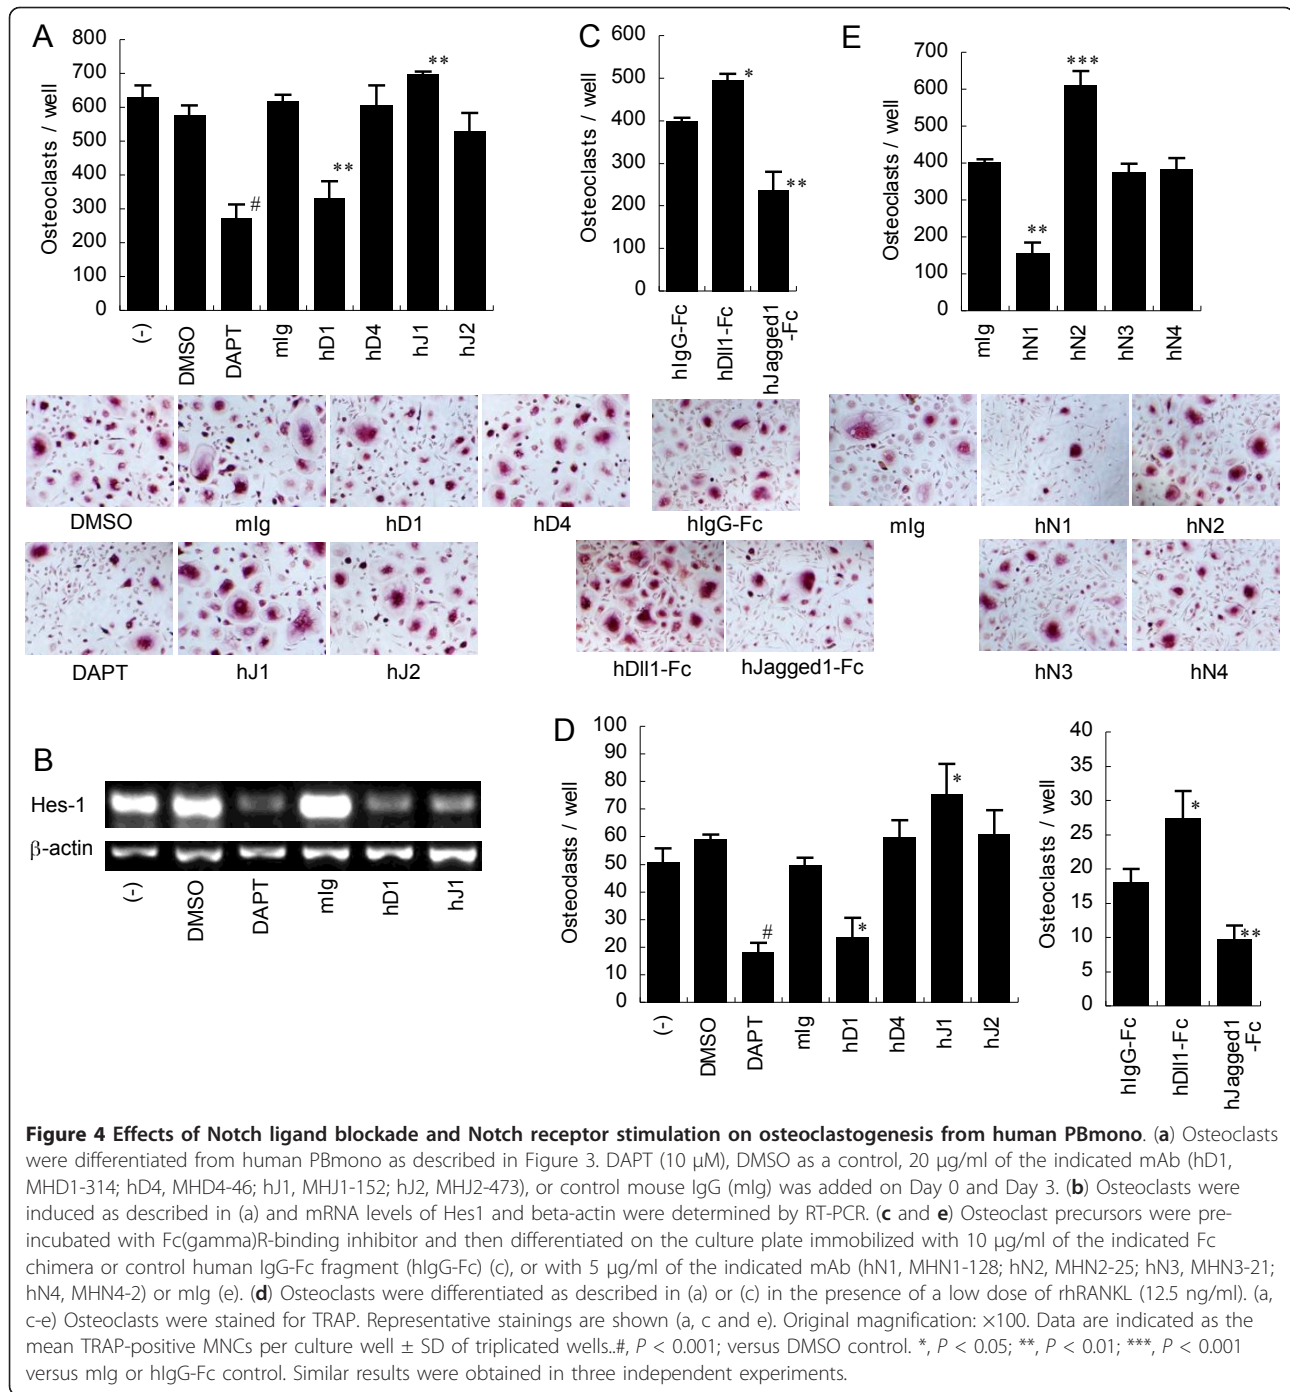 A
800
700
600
500
400
300
200
100
0
Osteoclasts / well
**
**
#
(-)
DMSO
DAPT
mIg
hD1
hD4
hJ1
hJ2
C
600
500
400
300
200
100
0
Osteoclasts / well
*
**
hIgG-Fc
hDll1-Fc
hJagged1
-Fc
E
700
600
500
400
300
200
100
0
Osteoclasts / well
***
**
mIg
hN1
hN2
hN3
hN4
DMSO
mIg
hD1
hD4
hIgG-Fc
mIg
hN1
hN2
DAPT
hJ1
hJ2
hDll1-Fc
hJagged1-Fc
hN3
hN4
B
Hes-1
β-actin
(-)
DMSO
DAPT
mIg
hD1
hJ1
D
100
90
80
70
60
50
40
30
20
10
0
Osteoclasts / well
#
*
*
(-)
DMSO
DAPT
mIg
hD1
hD4
hJ1
hJ2
40
35
30
25
20
15
10
5
0
Osteoclasts / well
*
**
hIgG-Fc
hDll1-Fc
hJagged1
-Fc
Figure 4 Effects of Notch ligand blockade and Notch receptor stimulation on osteoclastogenesis from human PBmono. (a) Osteoclasts
were differentiated from human PBmono as described in Figure 3. DAPT (10 μM), DMSO as a control, 20 μg/ml of the indicated mAb (hD1,
MHD1-314; hD4, MHD4-46; hJ1, MHJ1-152; hJ2, MHJ2-473), or control mouse IgG (mIg) was added on Day 0 and Day 3. (b) Osteoclasts were
induced as described in (a) and mRNA levels of Hes1 and beta-actin were determined by RT-PCR. (c and e) Osteoclast precursors were pre-
incubated with Fc(gamma)R-binding inhibitor and then differentiated on the culture plate immobilized with 10 μg/ml of the indicated Fc
chimera or control human IgG-Fc fragment (hIgG-Fc) (c), or with 5 μg/ml of the indicated mAb (hN1, MHN1-128; hN2, MHN2-25; hN3, MHN3-21;
hN4, MHN4-2) or mIg (e). (d) Osteoclasts were differentiated as described in (a) or (c) in the presence of a low dose of rhRANKL (12.5 ng/ml). (a,
c-e) Osteoclasts were stained for TRAP. Representative stainings are shown (a, c and e). Original magnification: ×100. Data are indicated as the
mean TRAP-positive MNCs per culture well ± SD of triplicated wells..#, P < 0.001; versus DMSO control. *, P < 0.05; **, P < 0.01; ***, P < 0.001
versus mIg or hIgG-Fc control. Similar results were obtained in three independent experiments.